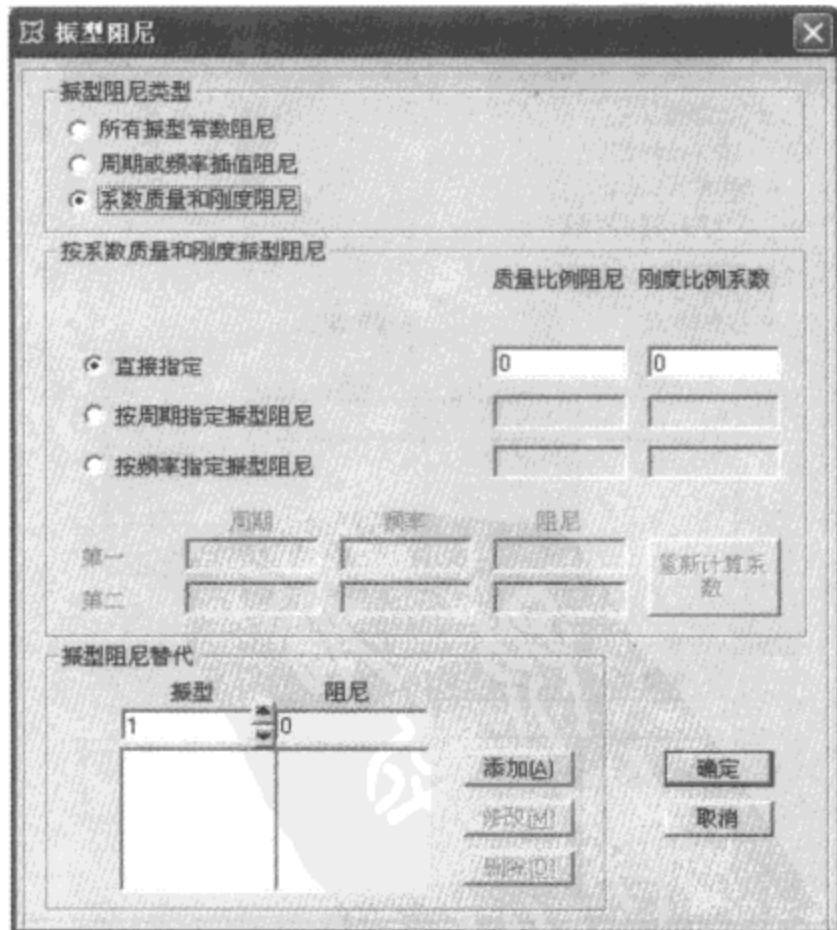 振型阻尼
振型阻尼类型
所有振型常数阻尼
周期或频率插值阻尼
系数质量和刚度阻尼
按系数质量和刚度振型阻尼
质量比例阻尼 刚度比例系数
直接指定 0 0
按周期指定振型阻尼
按频率指定振型阻尼
周期 频率 阻尼
第一
第二
重新计算系
数
振型阻尼替代
振型 阻尼
1 0
添加(A)
修改(M)
删除(D)
确定
取消